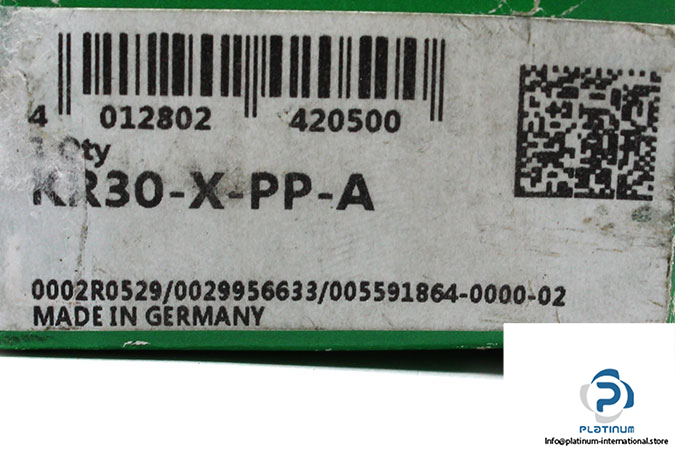 4 012802 420500
1 Qty
KR30-X-PP-A
0002R0529/0029956633/005591864-0000-02
MADE IN GERMANY
PLATINUM
Info@platinum-international.store